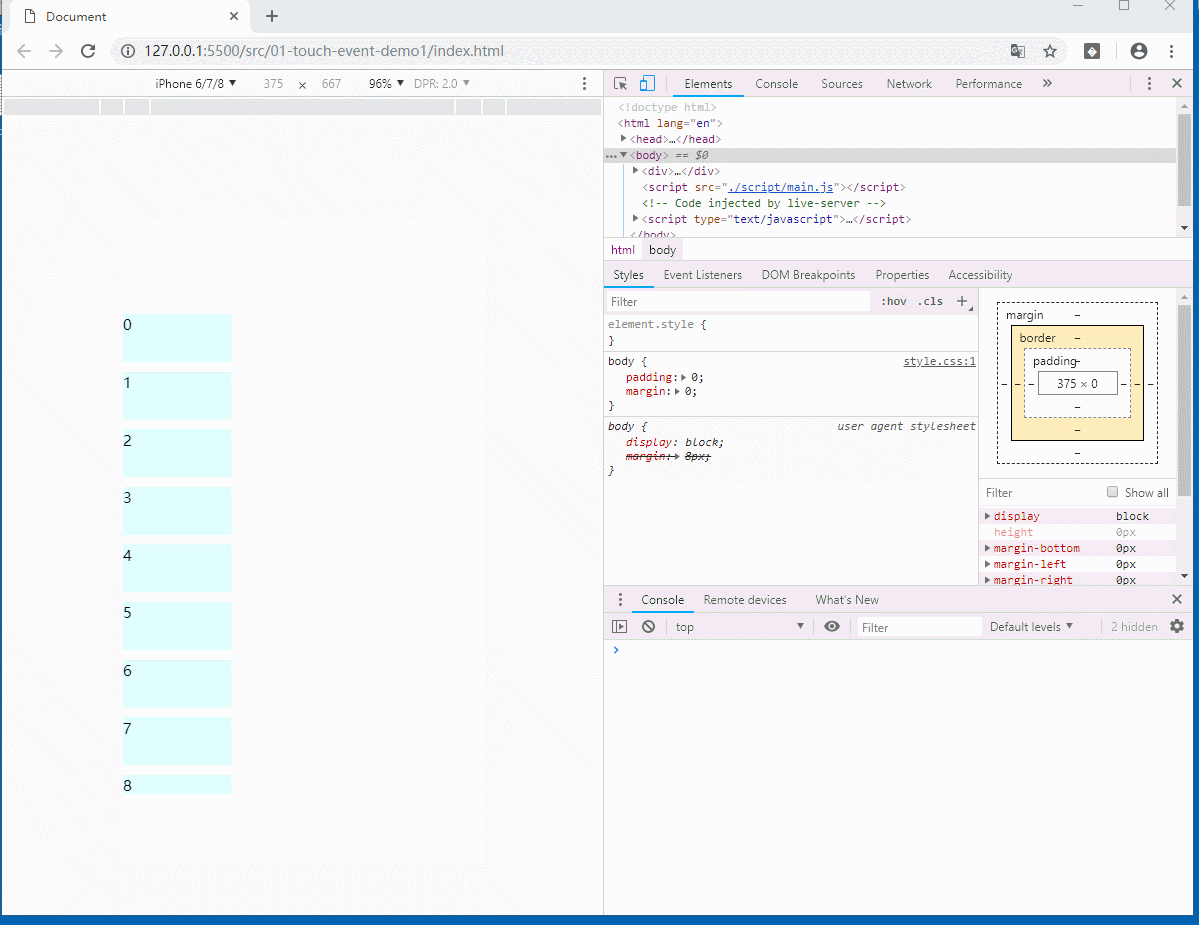 Document
127.0.0.1:5500/src/01-touch-event-demo1/index.html
iPhone 6/7/8 ▼ 375 × 667 96% ▼ DPR: 2.0 ▼
0
1
2
3
4
5
6
7
8
Elements Console Sources Network Performance »
<!doctype html>
<html lang="en">
▶<head>…</head>
…▼<body> == $0
▶<div>…</div>
<script src="./script/main.js"></script>
<!-- Code injected by live-server -->
▶<script type="text/javascript">…</script>
</body>
html body
Styles Event Listeners DOM Breakpoints Properties Accessibility
Filter :hov .cls +
element.style {
}
body { style.css:1
padding:▶ 0;
margin:▶ 0;
}
body { user agent stylesheet
display: block;
margin:▶ 8px;
}
margin –
border –
padding–
– – – 375 × 0 – – –
–
–
–
Filter Show all
▶display block
height 0px
▶margin-bottom 0px
▶margin-left 0px
▶margin-right 0px
Console Remote devices What's New
top ▼ Filter Default levels ▼ 2 hidden